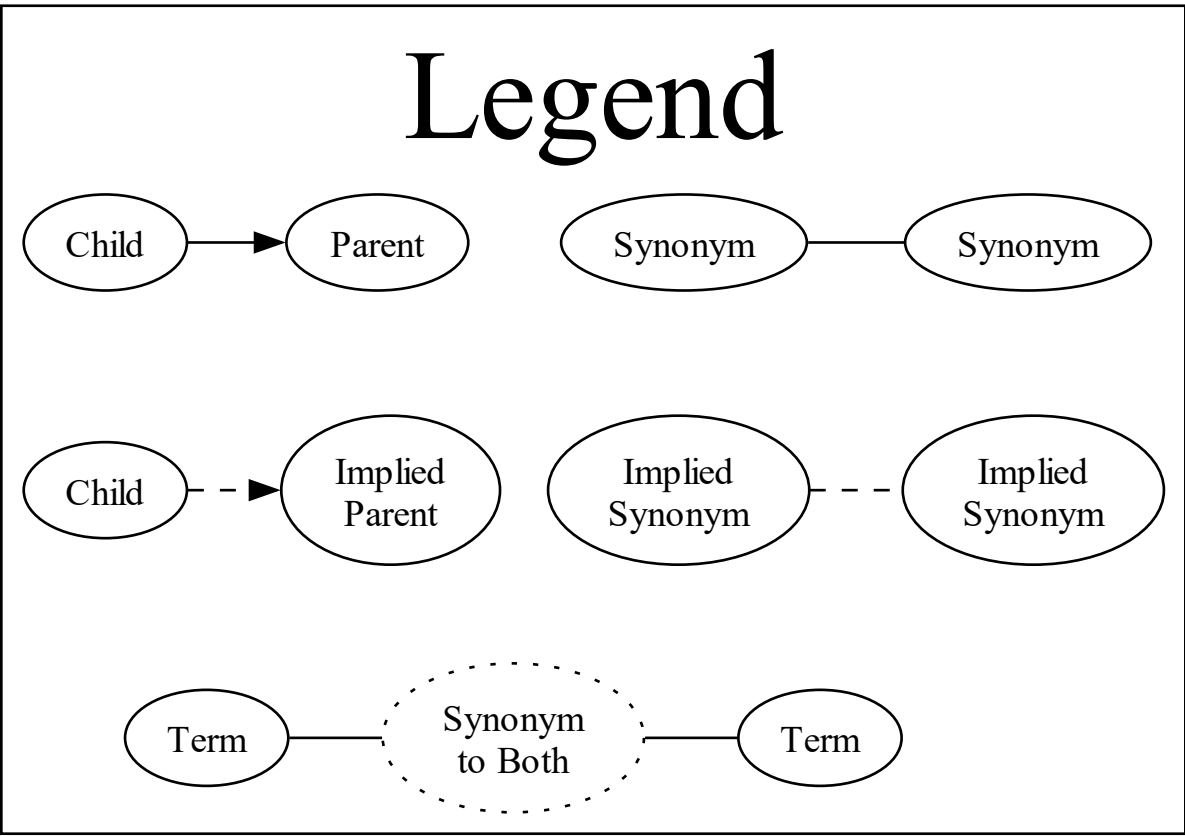 Legend
Child
Parent
Synonym
Synonym
Child
Implied
Parent
Implied
Synonym
Implied
Synonym
Term
Synonym
to Both
Term